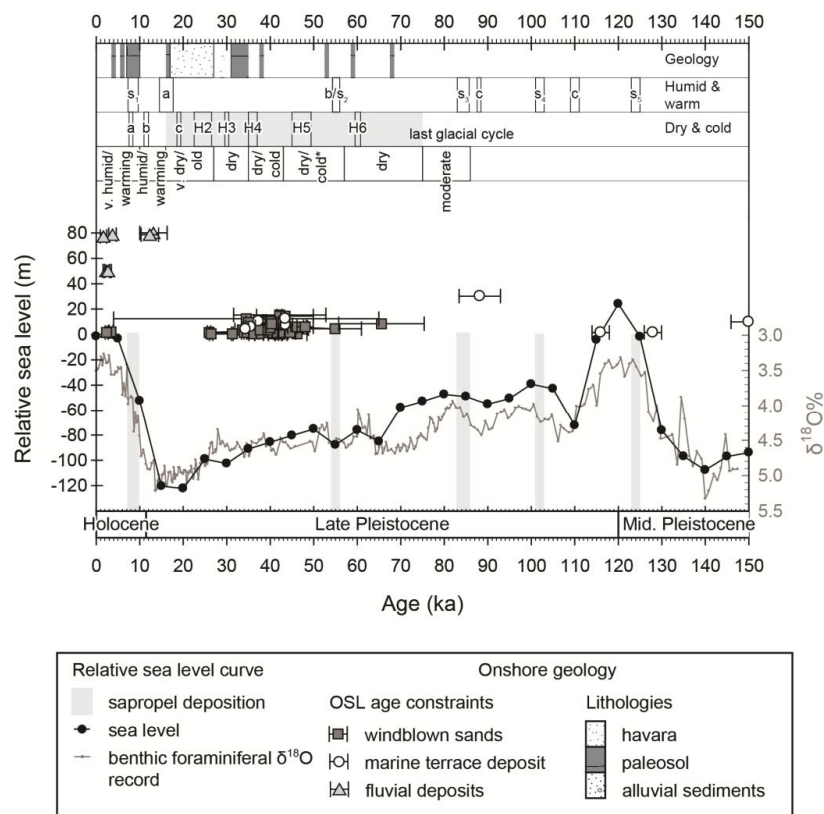 0 10 20 30 40 50 60 70 80 90 100 110 120 130 140 150
Geology
s1 a b/s2 s3 c s4 c s5 Humid & warm
a b c H2 H3 H4 H5 H6 last glacial cycle Dry & cold
v. humid/ warming humid/ warming v. dry/ old dry dry/ cold dry/ cold* dry moderate
80
60
40
20
0
-20
-40
-60
-80
-100
-120
Relative sea level (m)
3.0
3.5
4.0
4.5
5.0
5.5
δ18O%
Holocene Late Pleistocene Mid. Pleistocene
0 10 20 30 40 50 60 70 80 90 100 110 120 130 140 150
Age (ka)
Relative sea level curve
sapropel deposition
sea level
benthic foraminiferal δ18O
record
Onshore geology
OSL age constraints
windblown sands
marine terrace deposit
fluvial deposits
Lithologies
havara
paleosol
alluvial sediments